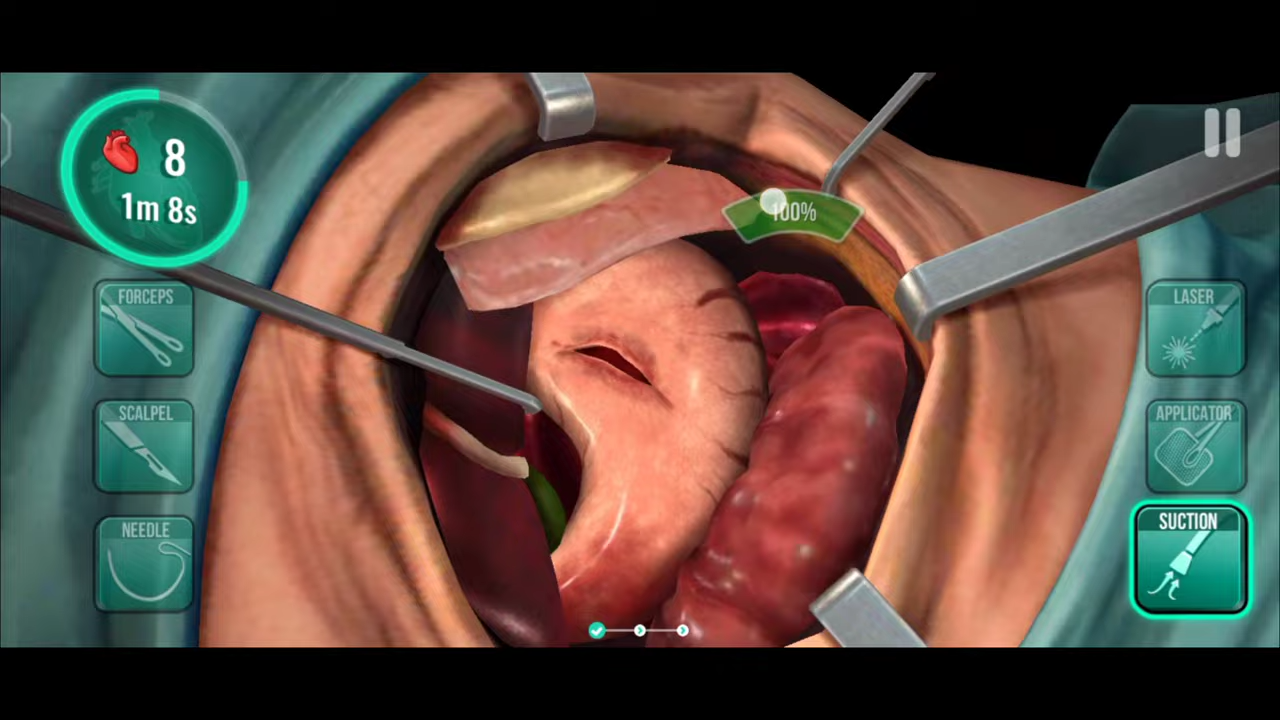 8
1m 8s
100%
FORCEPS
LASER
SCALPEL
APPLICATOR
NEEDLE
SUCTION